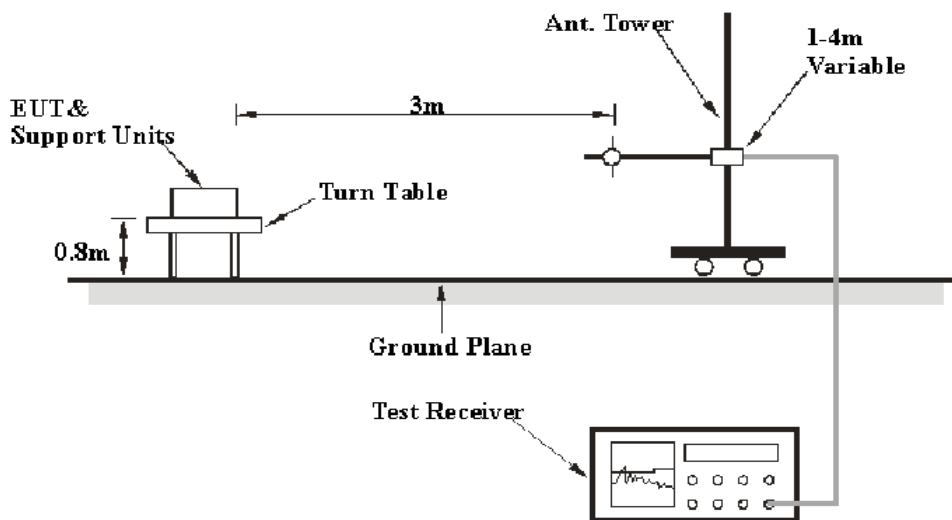 Ant. Tower
1-4m
Variable
EUT&
Support Units
3m
Turn Table
0.8m
Ground Plane
Test Receiver